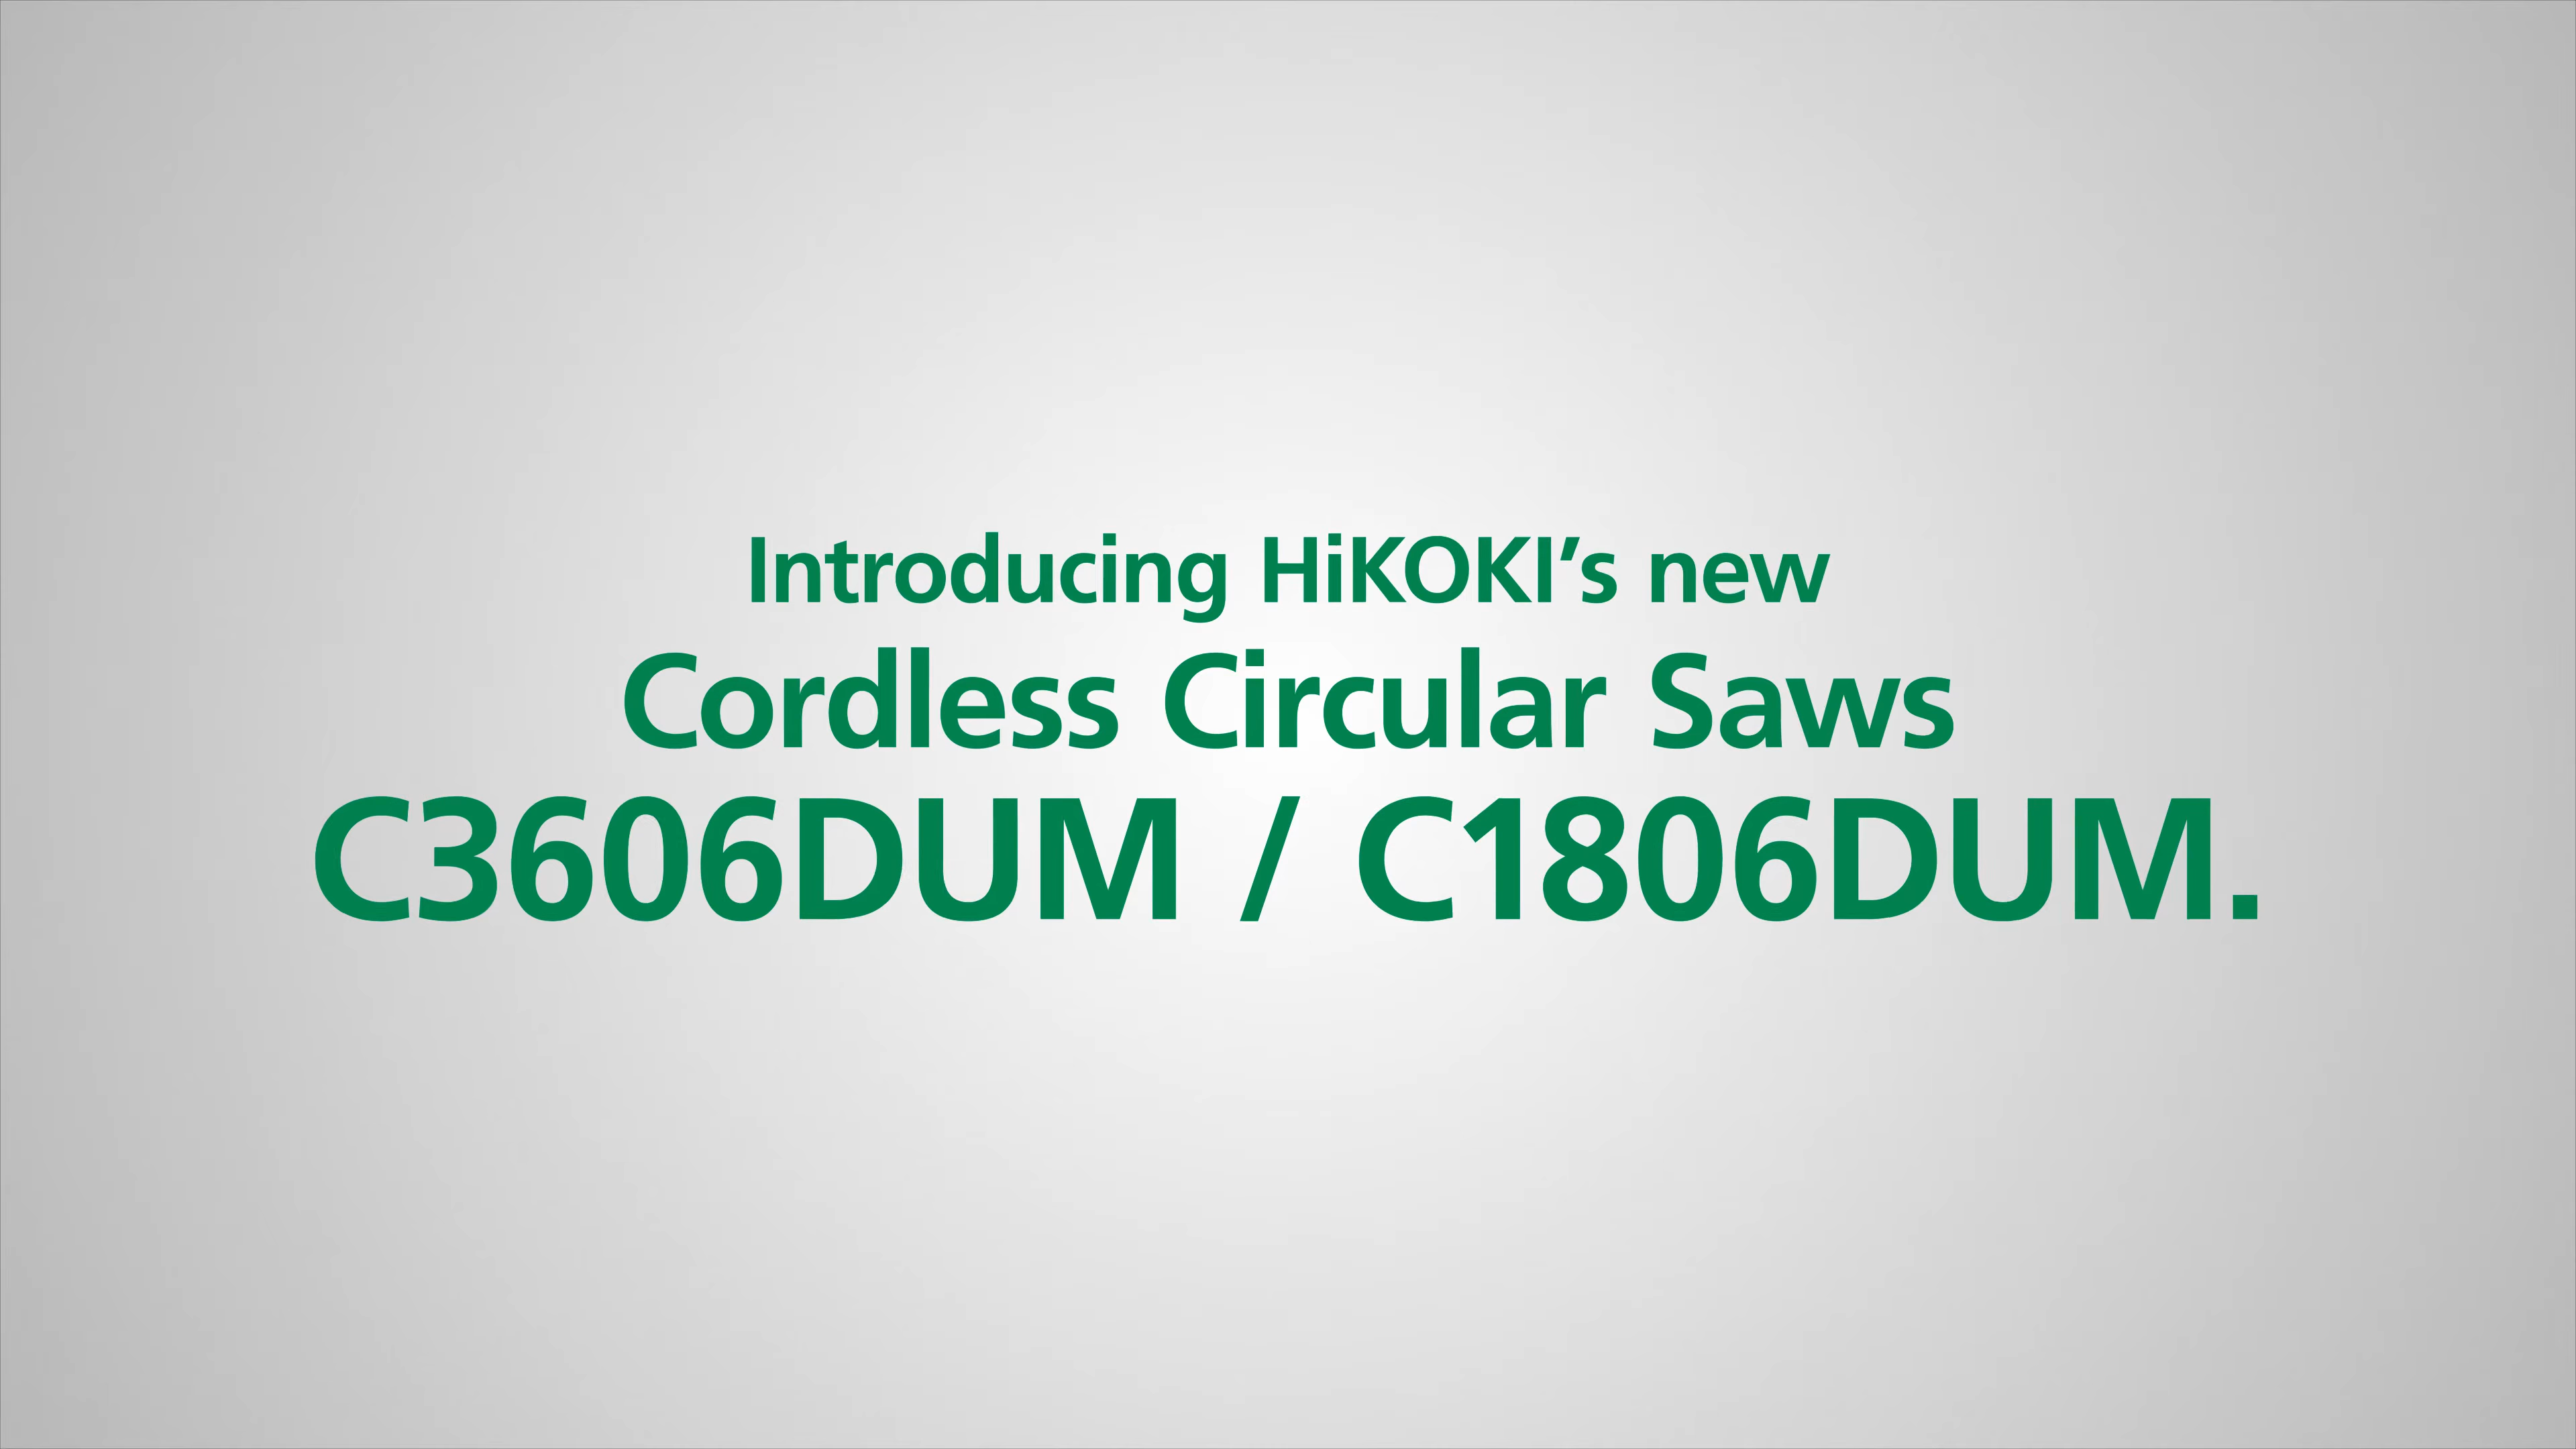 Introducing HiKOKI’s new
Cordless Circular Saws
C3606DUM / C1806DUM.